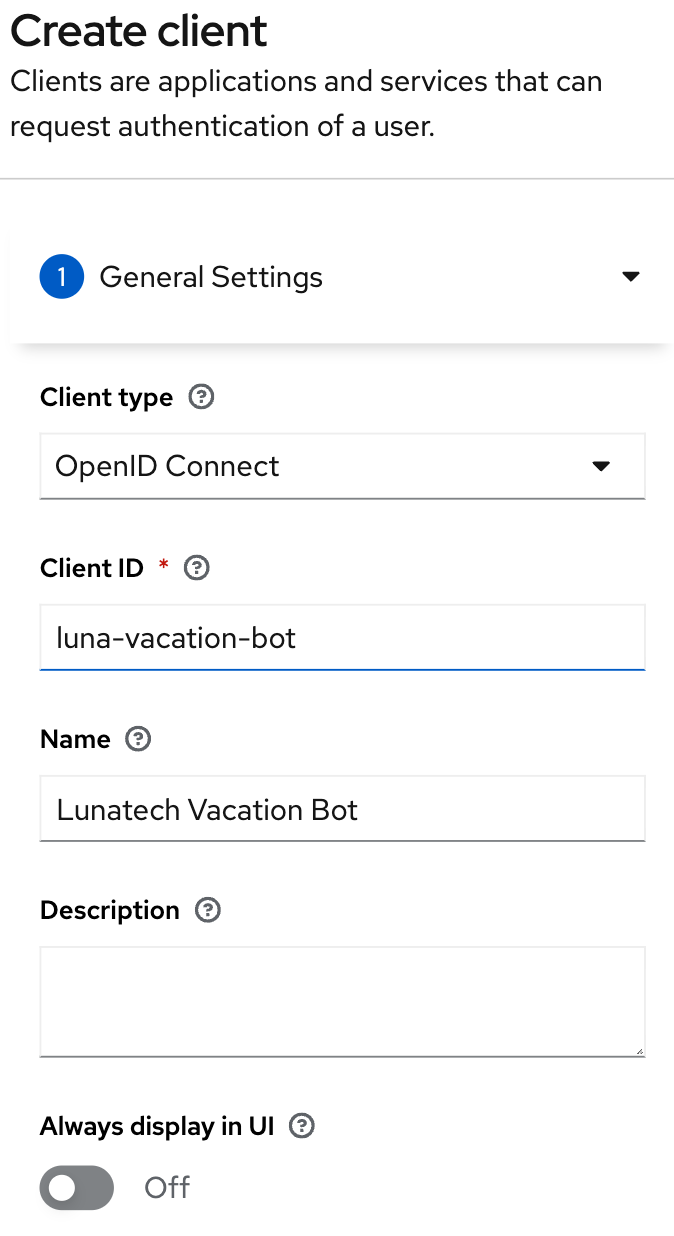 Create client
Clients are applications and services that can
request authentication of a user.
1 General Settings
Client type
OpenID Connect
Client ID *
luna-vacation-bot
Name
Lunatech Vacation Bot
Description
Always display in UI
Off